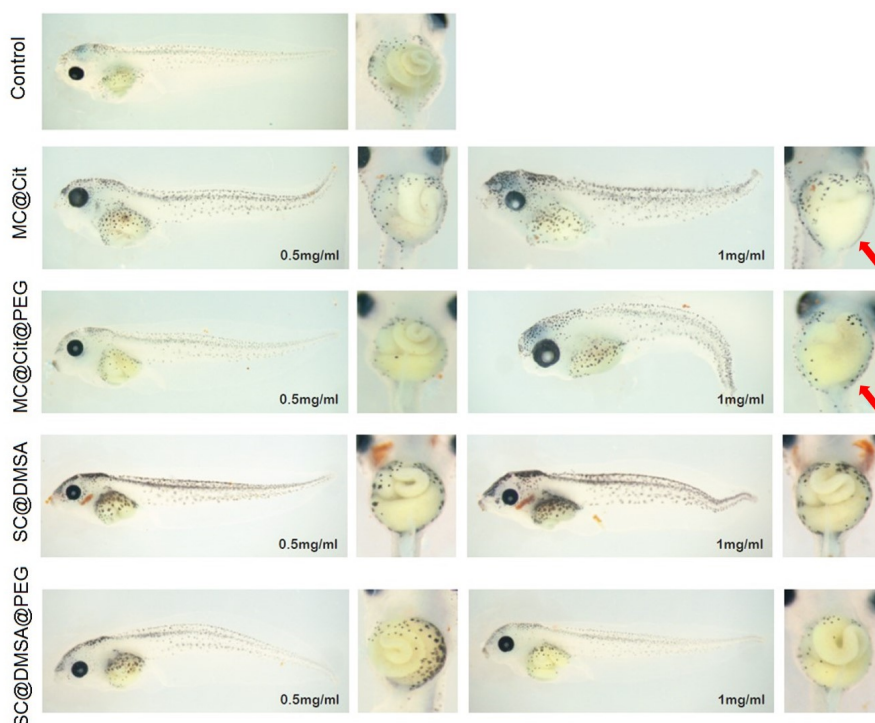 Control
MC@Cit
0.5mg/ml
1mg/ml
MC@Cit@PEG
0.5mg/ml
1mg/ml
SC@DMSA
0.5mg/ml
1mg/ml
SC@DMSA@PEG
0.5mg/ml
1mg/ml